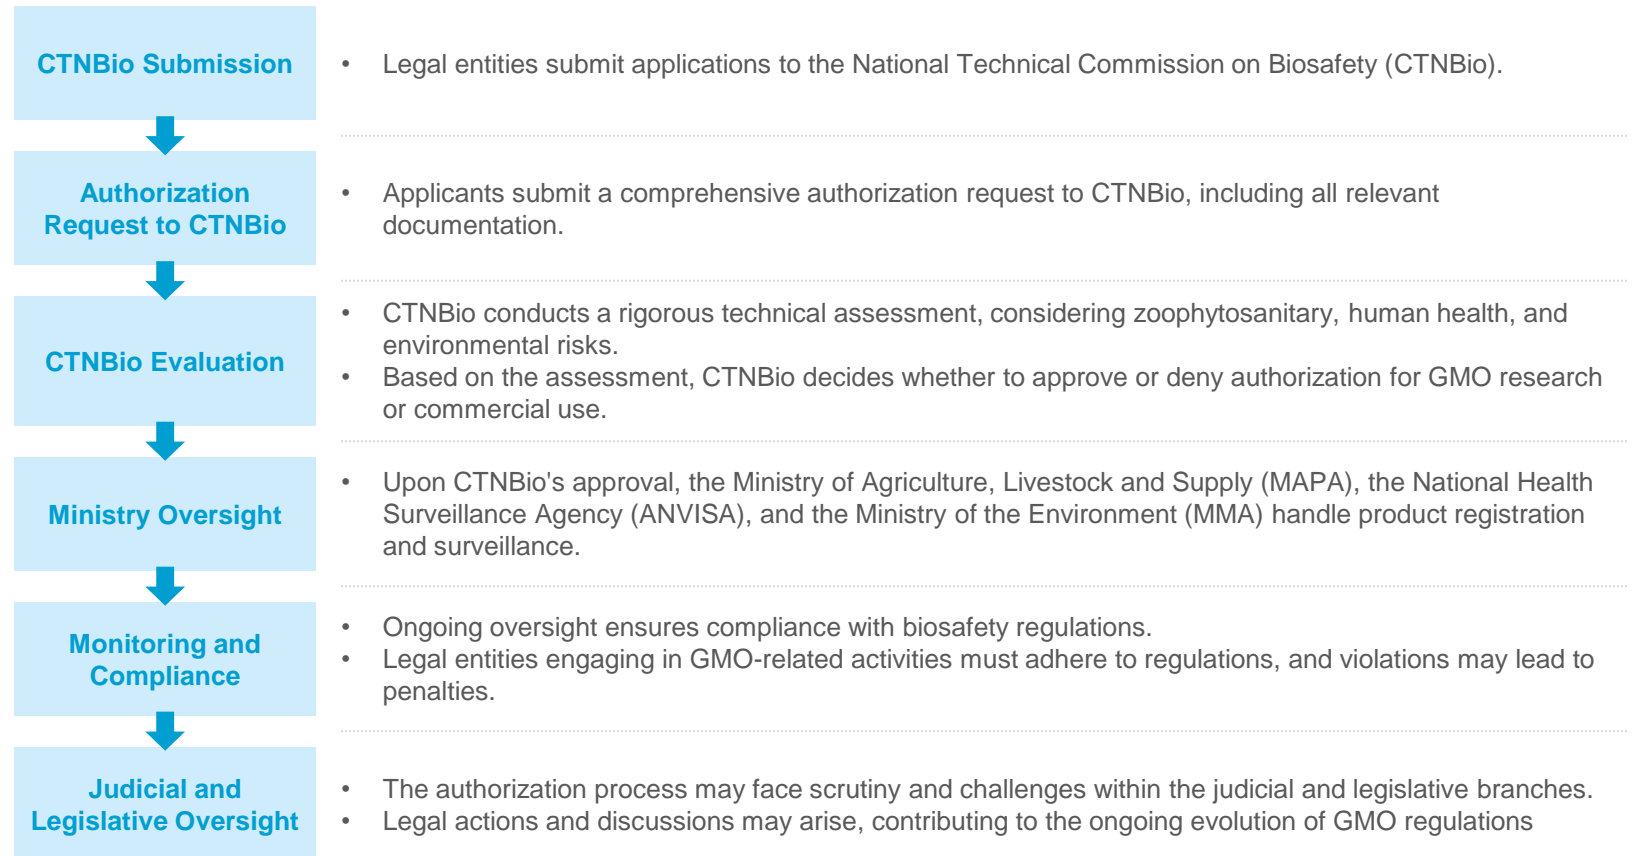 CTNBio Submission
• Legal entities submit applications to the National Technical Commission on Biosafety (CTNBio).
Authorization
Request to CTNBio
• Applicants submit a comprehensive authorization request to CTNBio, including all relevant
documentation.
CTNBio Evaluation
• CTNBio conducts a rigorous technical assessment, considering zoophytosanitary, human health, and
environmental risks.
• Based on the assessment, CTNBio decides whether to approve or deny authorization for GMO research
or commercial use.
Ministry Oversight
• Upon CTNBio's approval, the Ministry of Agriculture, Livestock and Supply (MAPA), the National Health
Surveillance Agency (ANVISA), and the Ministry of the Environment (MMA) handle product registration
and surveillance.
Monitoring and
Compliance
• Ongoing oversight ensures compliance with biosafety regulations.
• Legal entities engaging in GMO-related activities must adhere to regulations, and violations may lead to
penalties.
Judicial and
Legislative Oversight
• The authorization process may face scrutiny and challenges within the judicial and legislative branches.
• Legal actions and discussions may arise, contributing to the ongoing evolution of GMO regulations